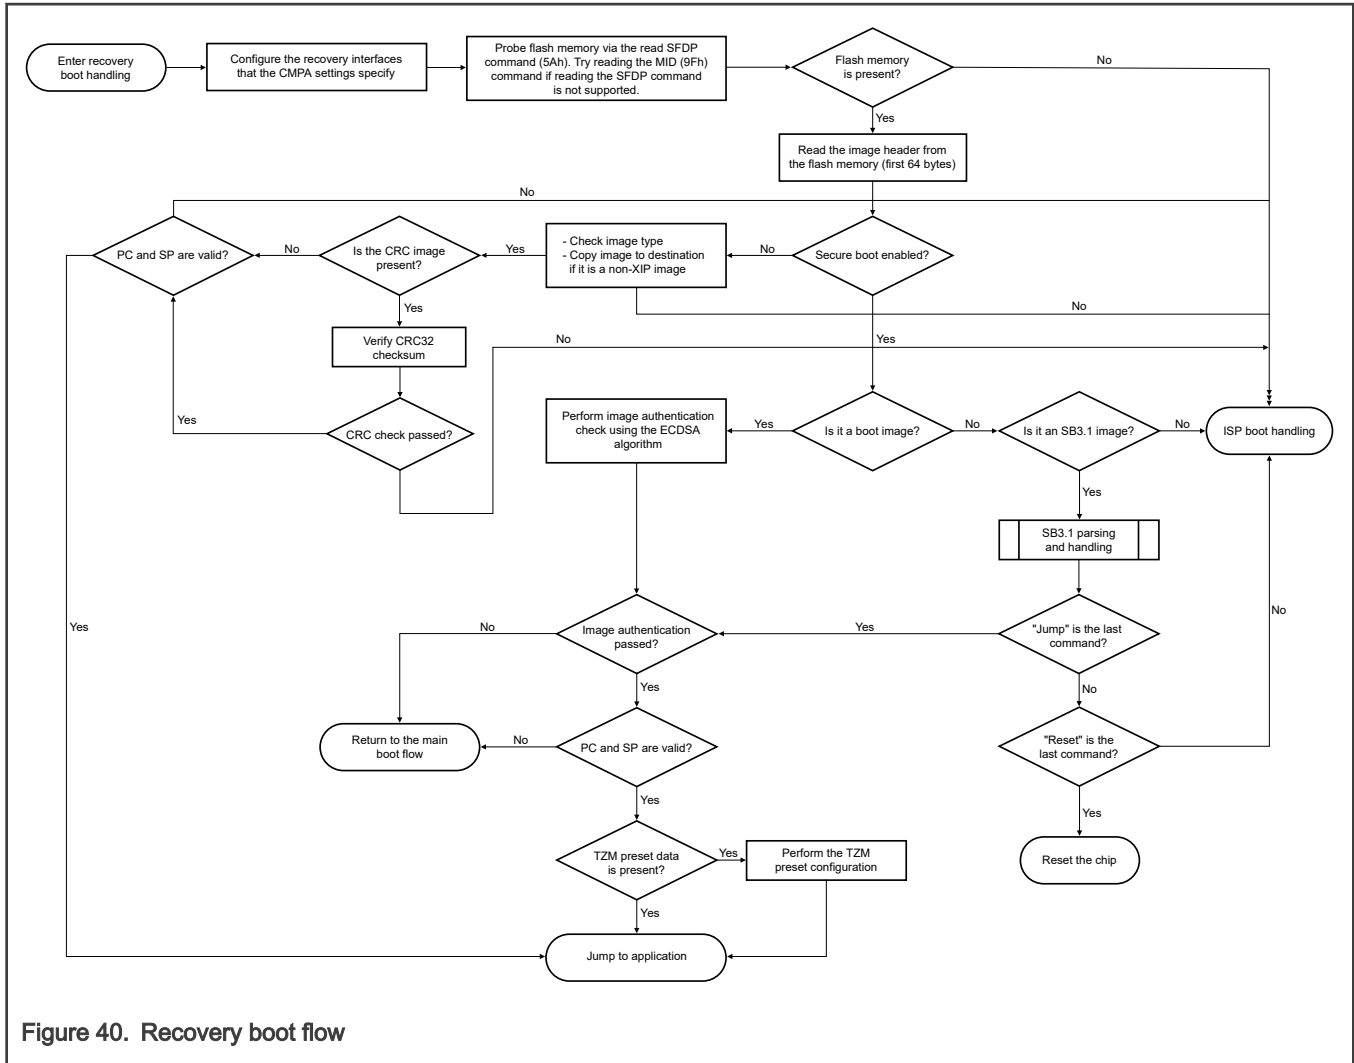 Enter recovery
boot handling
Configure the recovery interfaces
that the CMPA settings specify
Probe flash memory via the read SFDP
command (5Ah). Try reading the MID (9Fh)
command if reading the SFDP command
is not supported.
Flash memory
is present?
No
Yes
Read the image header from
the flash memory (first 64 bytes)
No
PC and SP are valid?
No
Is the CRC image
present?
Yes
- Check image type
- Copy image to destination
if it is a non-XIP image
No
Secure boot enabled?
Yes
No
Verify CRC32
checksum
No
Yes
Yes
CRC check passed?
Perform image authentication
check using the ECDSA
algorithm
Yes
Is it a boot image?
No
Is it an SB3.1 image?
No
ISP boot handling
Yes
SB3.1 parsing
and handling
No
Yes
No
Image authentication
passed?
Yes
"Jump" is the last
command?
Yes
No
Return to the main
boot flow
No
PC and SP are valid?
"Reset" is the
last command?
Yes
Yes
TZM preset data
is present?
Yes
Perform the TZM
preset configuration
Reset the chip
Yes
Jump to application
Figure 40. Recovery boot flow